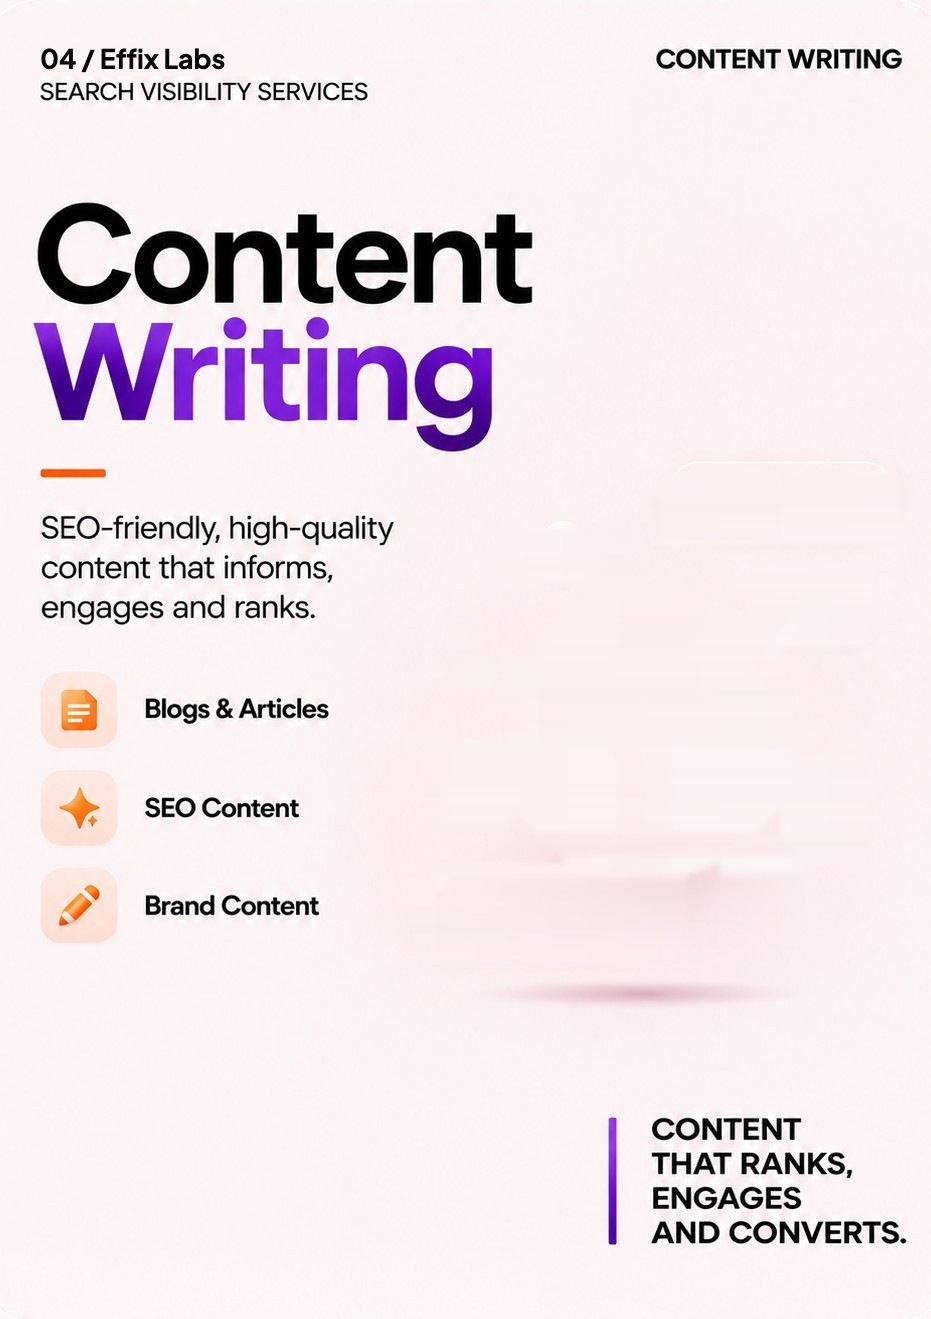 04 / Effix Labs
SEARCH VISIBILITY SERVICES
CONTENT WRITING
Content
Writing
SEO-friendly, high-quality
content that informs,
engages and ranks.
Blogs & Articles
SEO Content
Brand Content
CONTENT
THAT RANKS,
ENGAGES
AND CONVERTS.